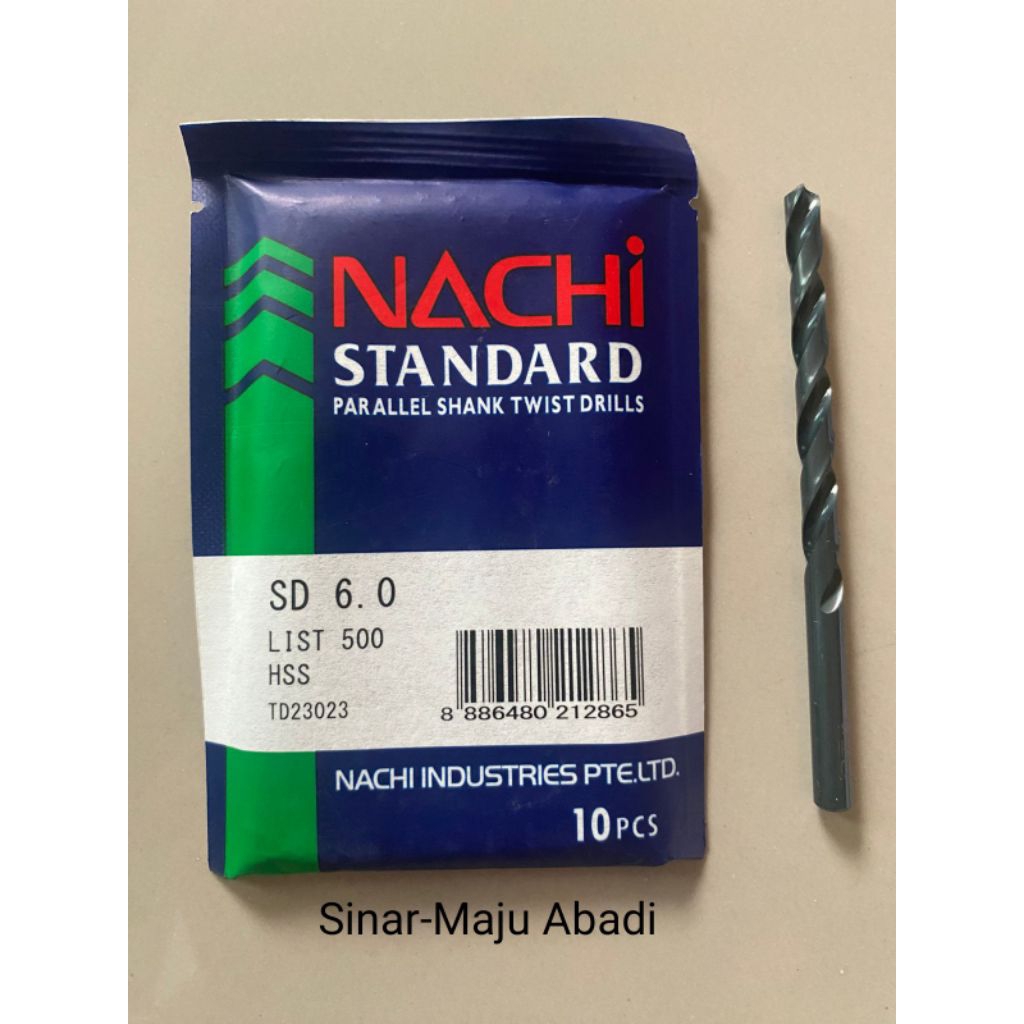 NACHi
STANDARD
PARALLEL SHANK TWIST DRILLS
SD 6.0
LIST 500
HSS
TD23023
8 886480 212865
NACHI INDUSTRIES PTE.LTD.
10 PCS
Sinar-Maju Abadi